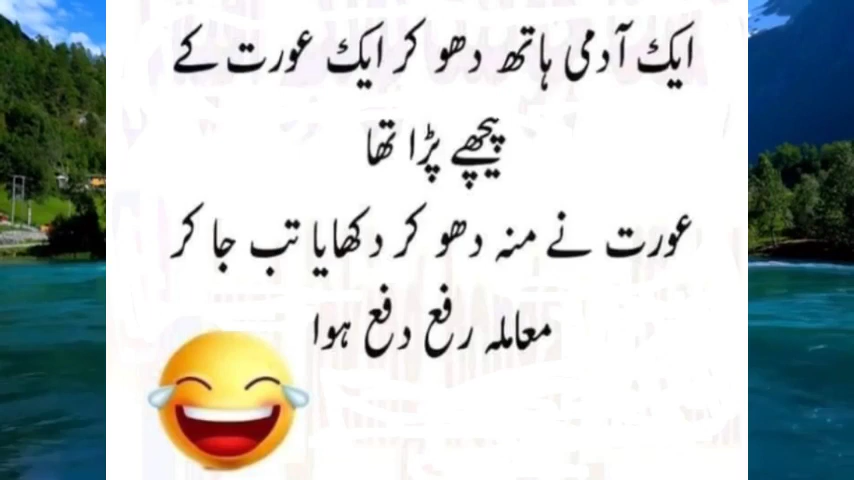 ایک آدمی ہاتھ دھو کر ایک عورت کے
پیچھے پڑا تھا
عورت نے منہ دھو کر دکھایا تب جا کر
معاملہ رفع دفع ہوا